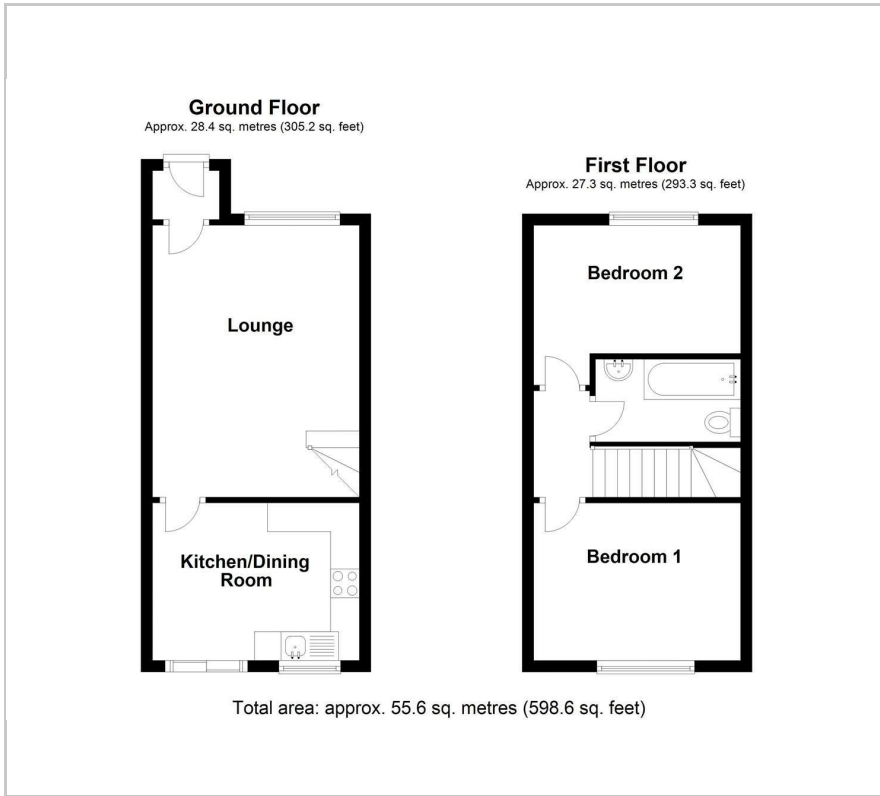 Ground Floor
Approx. 28.4 sq. metres (305.2 sq. feet)
Lounge
Kitchen/Dining
Room
First Floor
Approx. 27.3 sq. metres (293.3 sq. feet)
Bedroom 2
Bedroom 1
Total area: approx. 55.6 sq. metres (598.6 sq. feet)